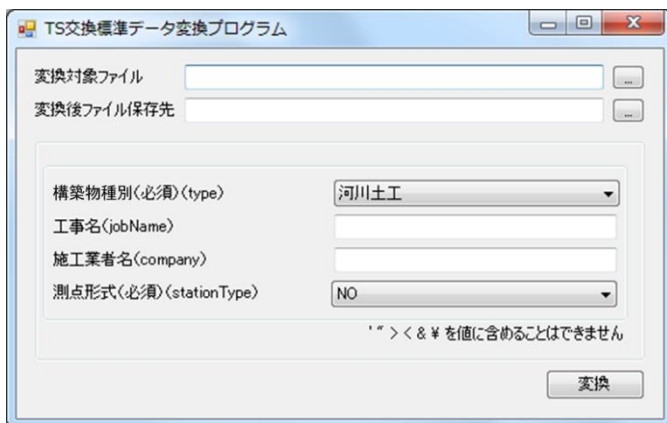 TS交換標準データ変換プログラム
変換対象ファイル ...
変換後ファイル保存先 ...
構築物種別(必須)(type) 河川土工
工事名(jobName)
施工業者名(company)
測点形式(必須)(stationType) NO
' " > < & ¥ を値に含めることはできません
変換